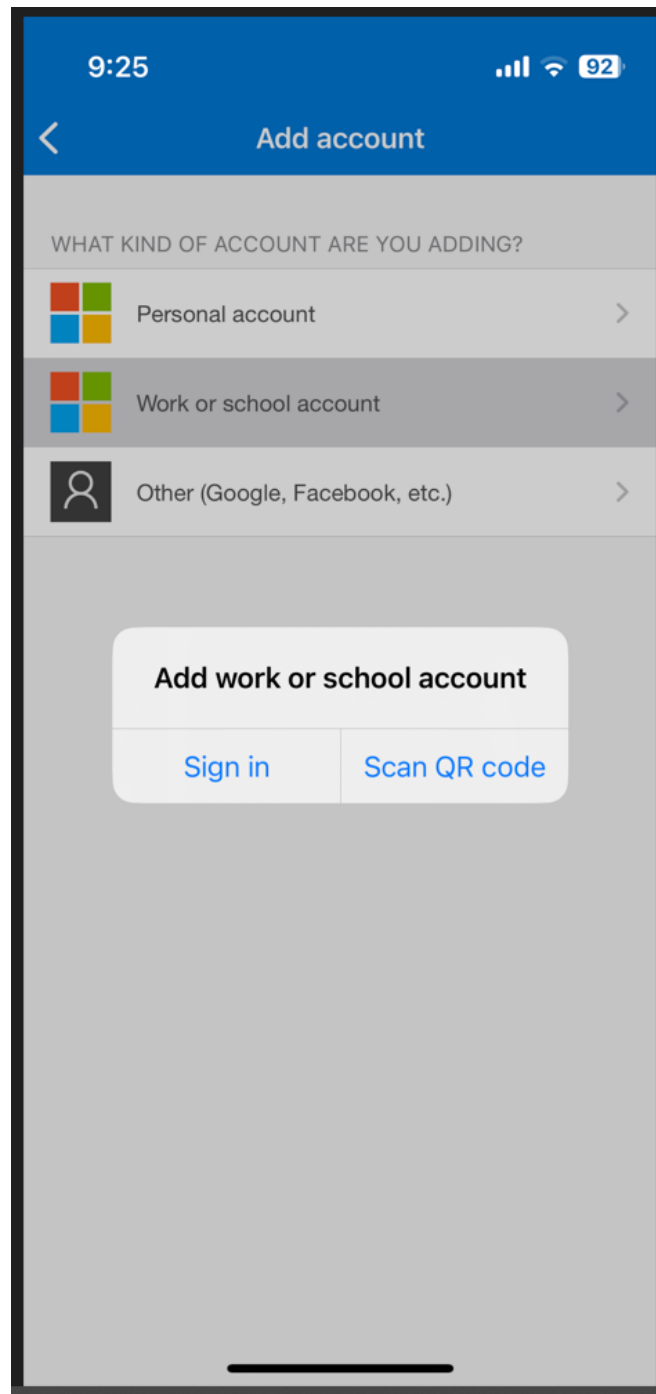 9:25
92
Add account
WHAT KIND OF ACCOUNT ARE YOU ADDING?
Personal account
Work or school account
Other (Google, Facebook, etc.)
Add work or school account
Sign in
Scan QR code